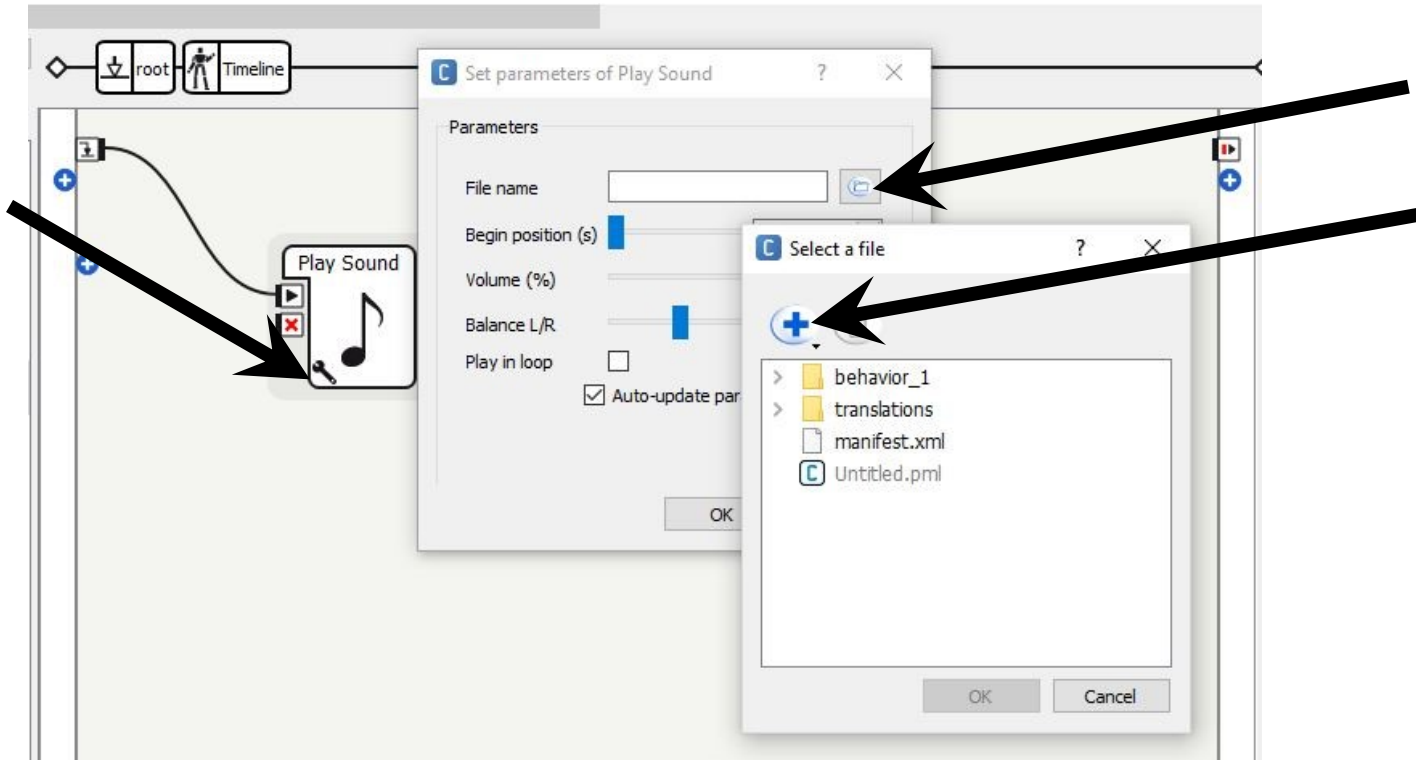 root
Timeline
C Set parameters of Play Sound ? ×
Parameters
File name
Begin position (s)
Volume (%)
Balance L/R
Play in loop
Auto-update par
OK
Play Sound
C Select a file ? ×
behavior_1
translations
manifest.xml
C Untitled.pml
OK Cancel